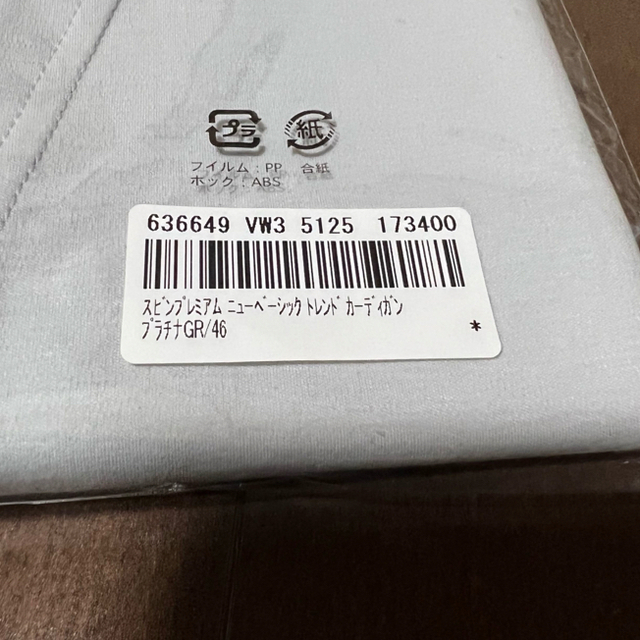 プラ 紙
フィルム：PP 合紙
ホック：ABS
636649 VW3 5125 173400
ｽﾋﾟﾝﾌﾟﾚﾐｱﾑ ﾆｭｰﾍﾞｰｼｯｸ ﾄﾚﾝﾄﾞ ｶｰﾃﾞｨｶﾞﾝ
ﾌﾟﾗﾁﾅGR/46 *